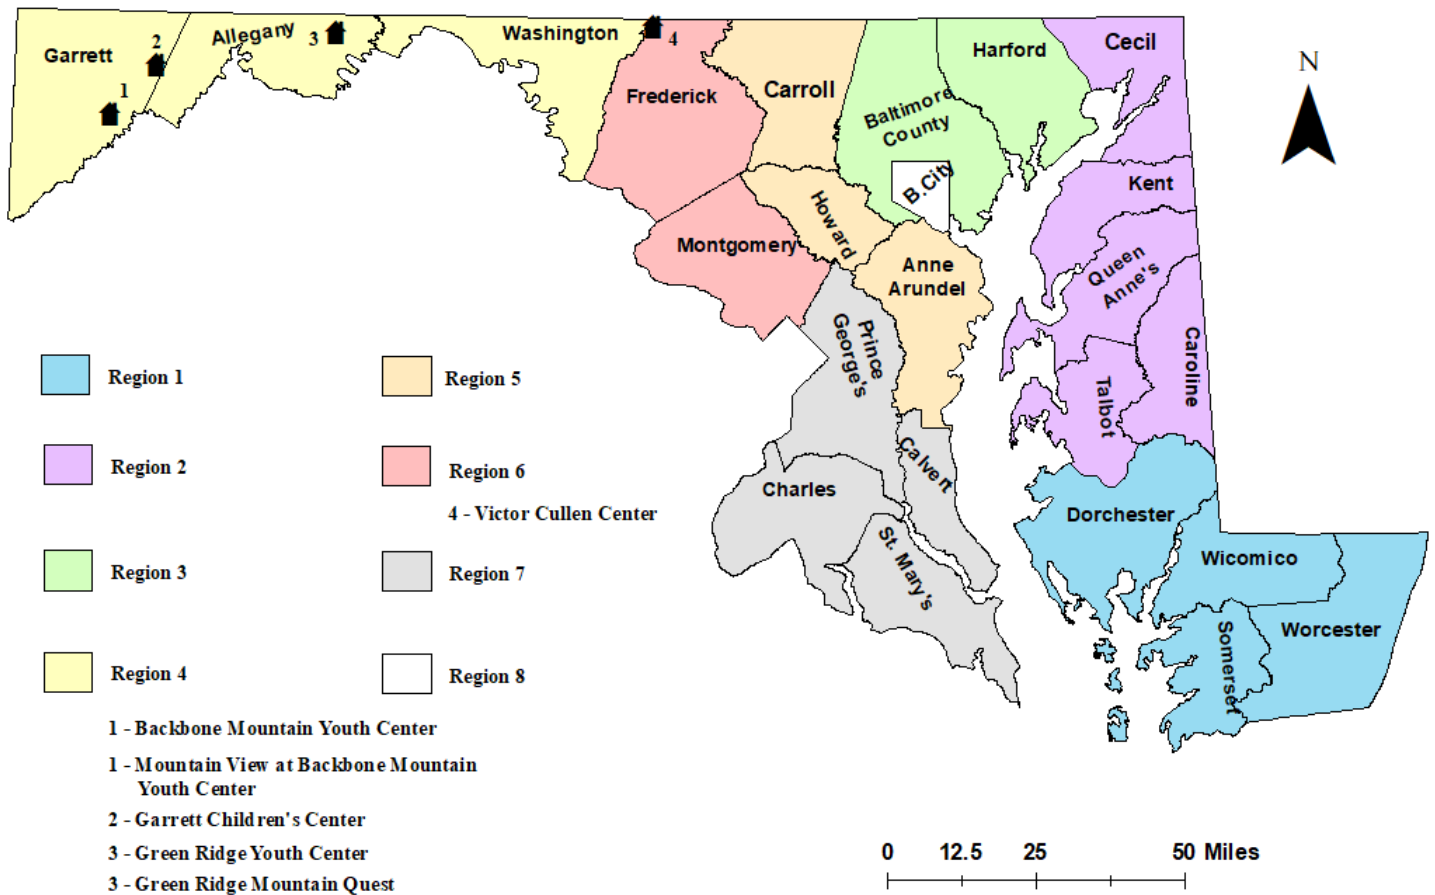 Garrett
2
1
Allegany
3
Washington
4
Frederick
Carroll
Baltimore
County
Harford
Cecil
N
B.City
Kent
Howard
Montgomery
Anne
Arundel
Queen
Anne's
Prince
George's
Caroline
Talbot
Calvert
Charles
St. Mary's
Dorchester
Wicomico
Worcester
Somerset
Region 1
Region 2
Region 3
Region 4
1 - Backbone Mountain Youth Center
1 - Mountain View at Backbone Mountain
Youth Center
2 - Garrett Children's Center
3 - Green Ridge Youth Center
3 - Green Ridge Mountain Quest
Region 5
Region 6
4 - Victor Cullen Center
Region 7
Region 8
0 12.5 25 50 Miles